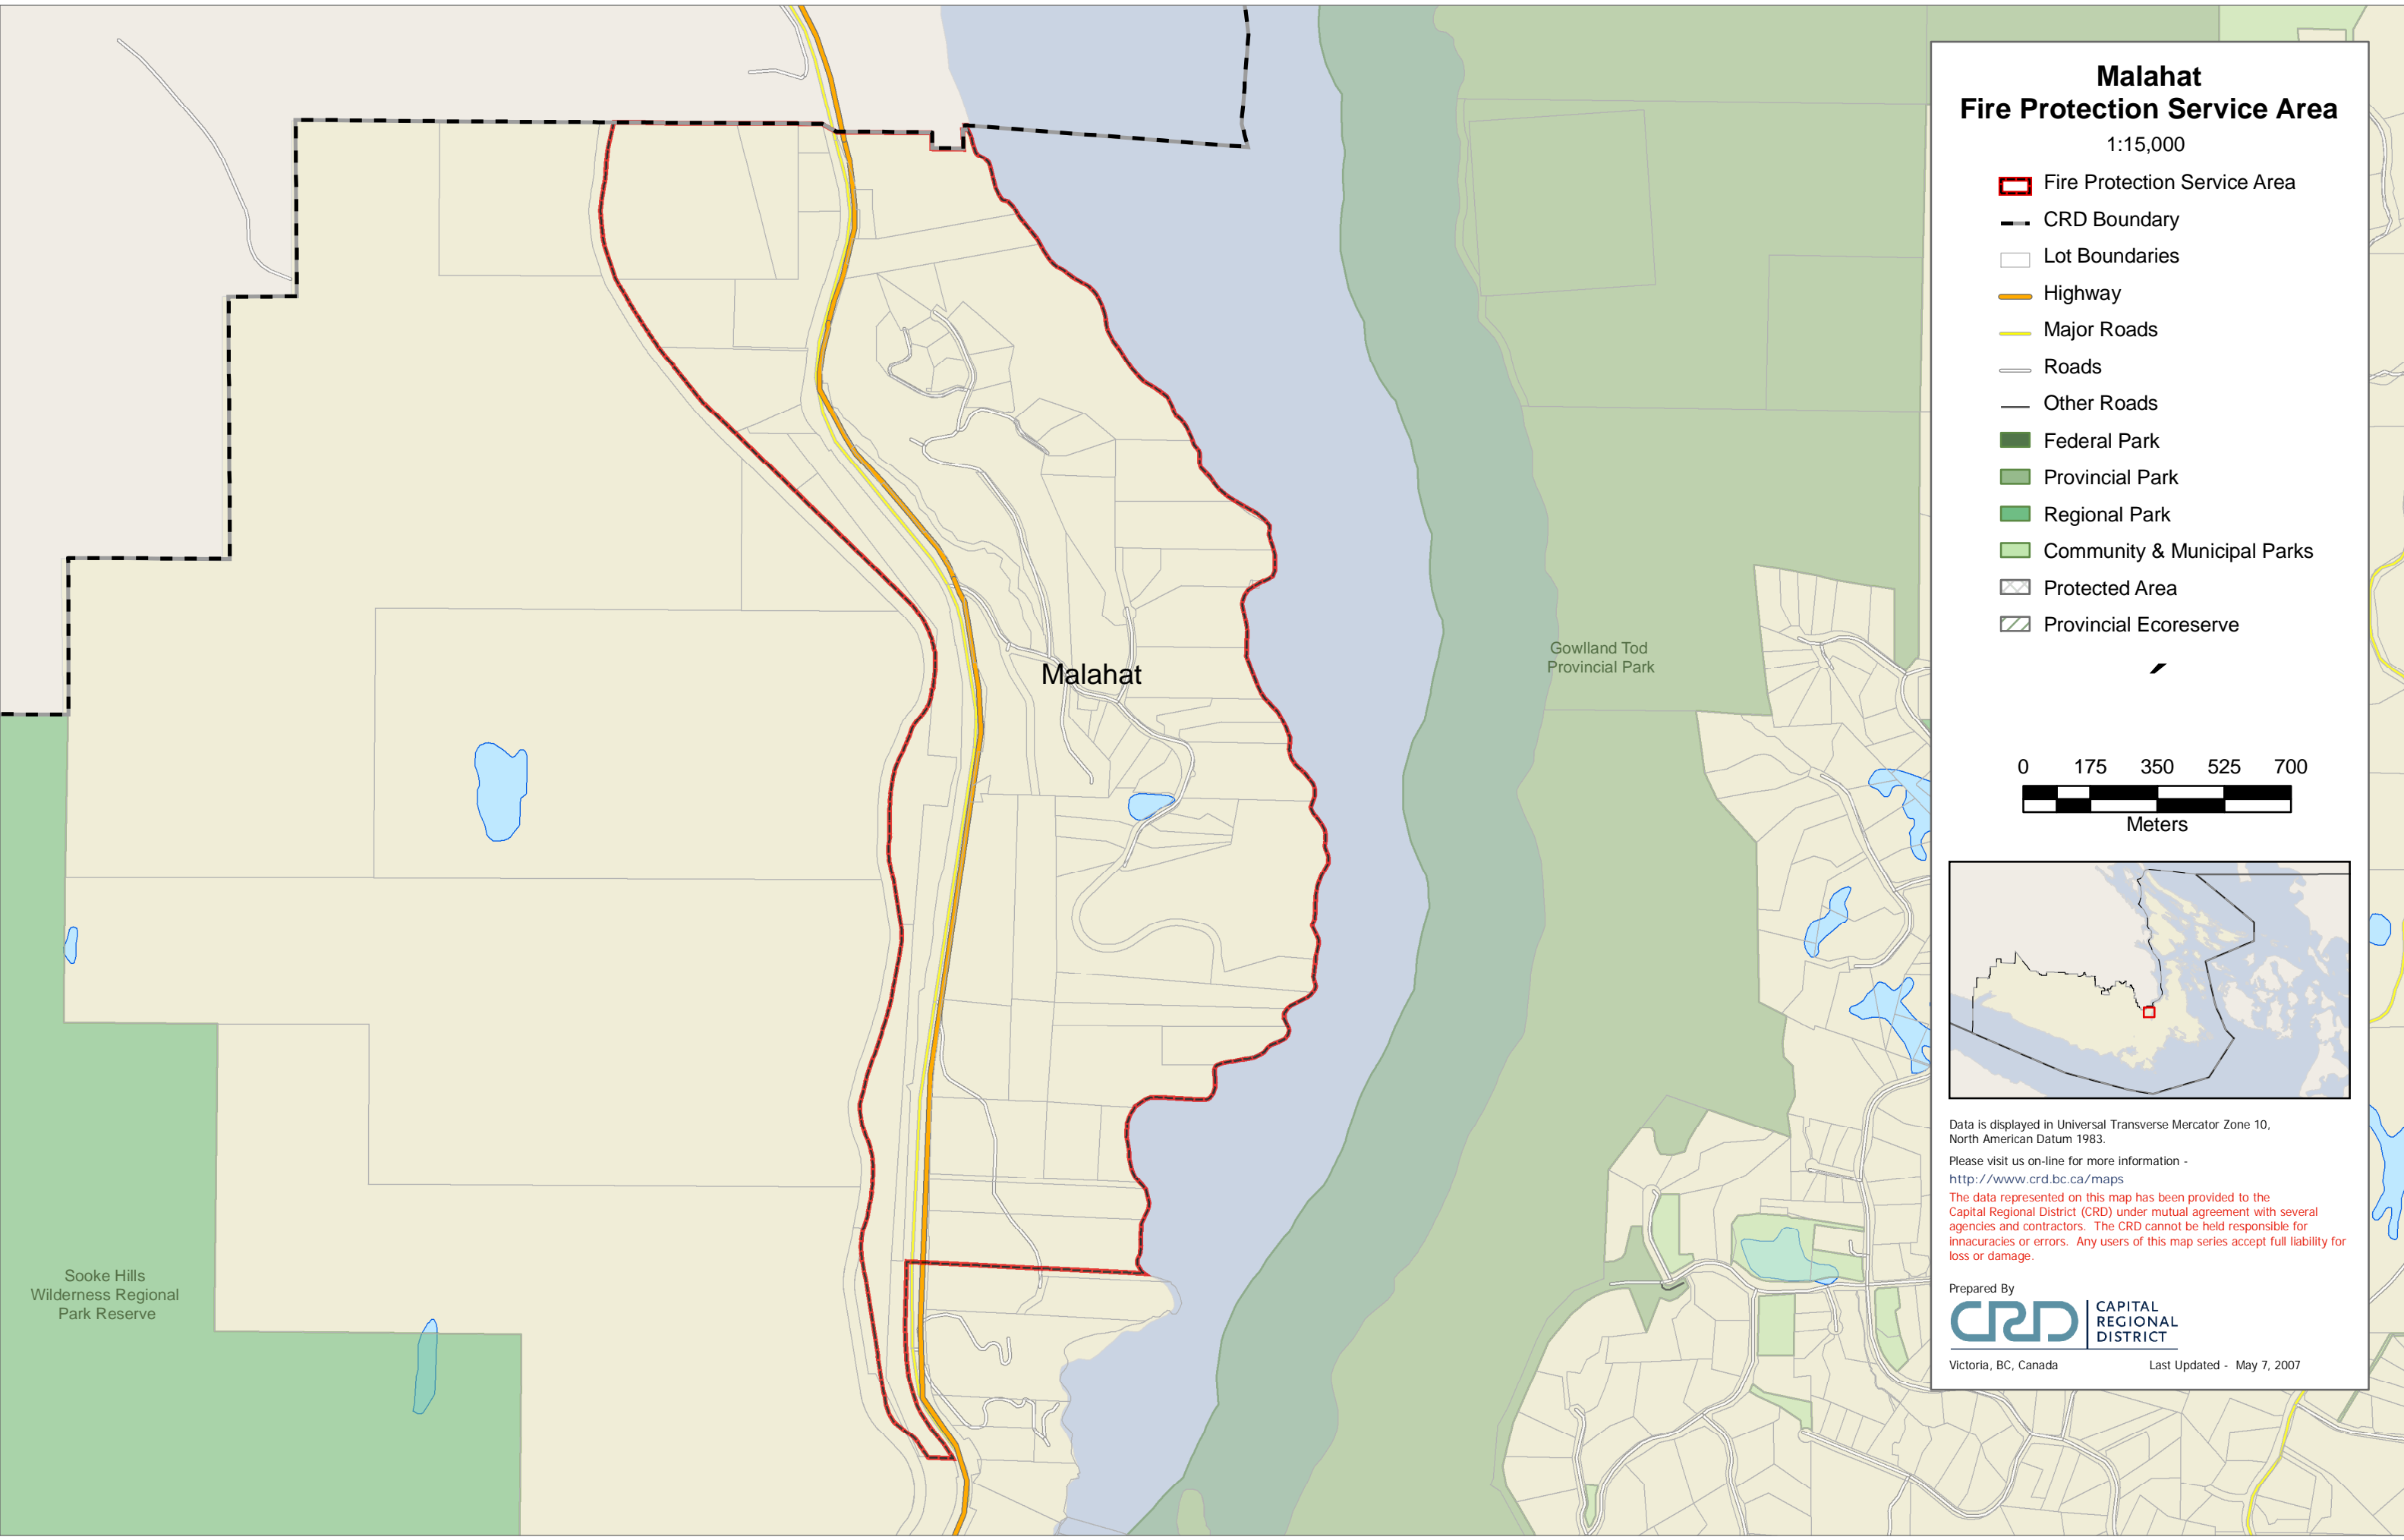 Malahat
Fire Protection Service Area
1:15,000
Fire Protection Service Area
CRD Boundary
Lot Boundaries
Highway
Major Roads
Roads
Other Roads
Federal Park
Provincial Park
Regional Park
Community & Municipal Parks
Protected Area
Provincial Ecoreserve
0 175 350 525 700
Meters
Data is displayed in Universal Transverse Mercator Zone 10,
North American Datum 1983.
Please visit us on-line for more information -
http://www.crd.bc.ca/maps
The data represented on this map has been provided to the
Capital Regional District (CRD) under mutual agreement with several
agencies and contractors. The CRD cannot be held responsible for
innacuracies or errors. Any users of this map series accept full liability for
loss or damage.
Prepared By
CRD
CAPITAL
REGIONAL
DISTRICT
Victoria, BC, Canada Last Updated - May 7, 2007
Gowlland Tod
Provincial Park
Malahat
Sooke Hills
Wilderness Regional
Park Reserve